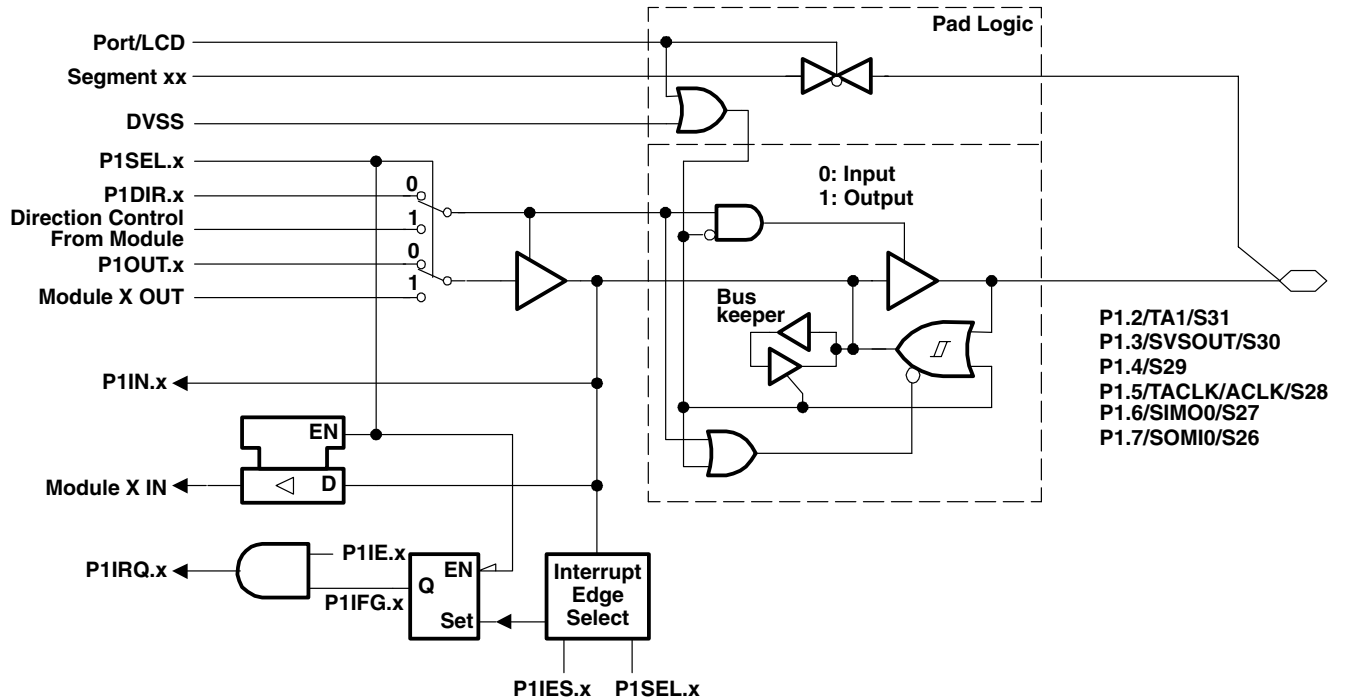 Pad Logic
Port/LCD
Segment xx
DVSS
P1SEL.x
P1DIR.x
0
Direction Control
From Module
1
P1OUT.x
0
Module X OUT
1
0: Input
1: Output
Bus
keeper
P1.2/TA1/S31
P1.3/SVSOUT/S30
P1.4/S29
P1.5/TACLK/ACLK/S28
P1.6/SIMO0/S27
P1.7/SOMI0/S26
P1IN.x
EN
Module X IN
D
P1IRQ.x
P1IE.x
P1IFG.x
EN
Q
Set
Interrupt
Edge
Select
P1IES.x
P1SEL.x